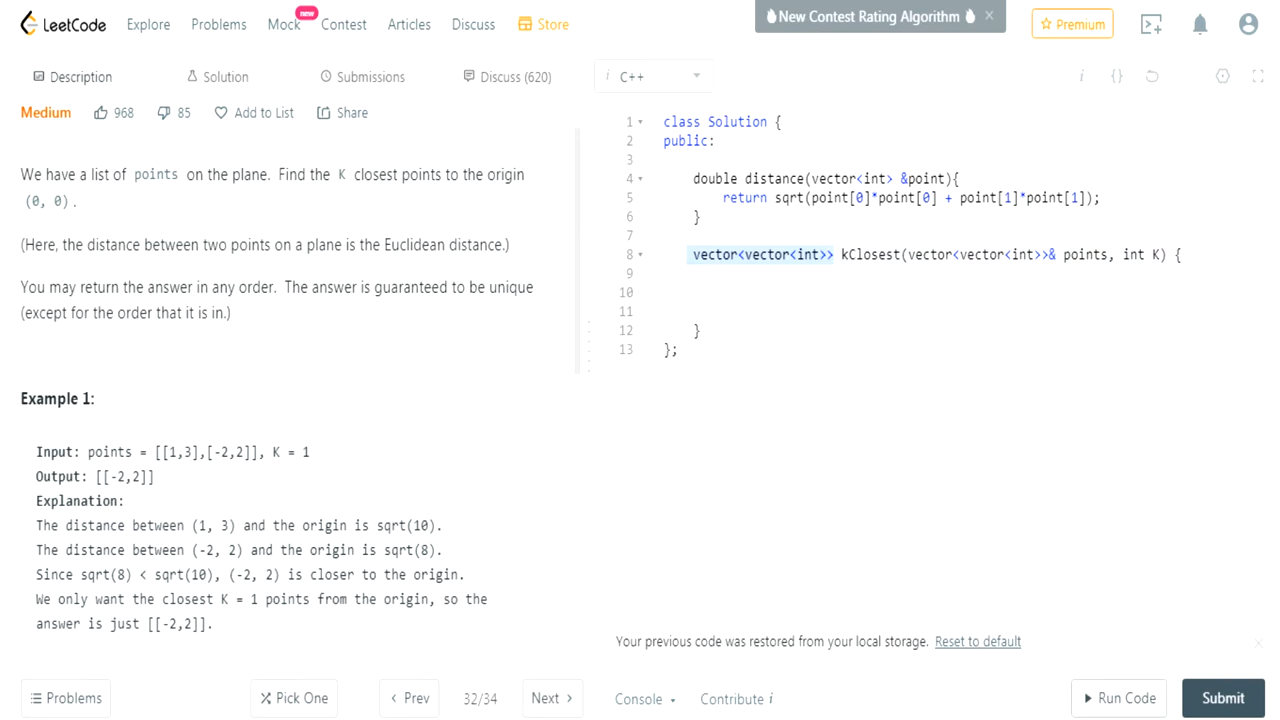 LeetCode Explore Problems Mock new Contest Articles Discuss Store New Contest Rating Algorithm × Premium
Description Solution Submissions Discuss (620) i C++ i {}
Medium 968 85 Add to List Share
We have a list of points on the plane. Find the K closest points to the origin
(0, 0).
(Here, the distance between two points on a plane is the Euclidean distance.)
You may return the answer in any order. The answer is guaranteed to be unique
(except for the order that it is in.)
Example 1:
Input: points = [[1,3],[-2,2]], K = 1
Output: [[-2,2]]
Explanation:
The distance between (1, 3) and the origin is sqrt(10).
The distance between (-2, 2) and the origin is sqrt(8).
Since sqrt(8) < sqrt(10), (-2, 2) is closer to the origin.
We only want the closest K = 1 points from the origin, so the
answer is just [[-2,2]].
1 class Solution {
2 public:
3
4 double distance(vector<int> &point){
5 return sqrt(point[0]*point[0] + point[1]*point[1]);
6 }
7
8 vector<vector<int>> kClosest(vector<vector<int>>& points, int K) {
9
10
11
12 }
13 };
Your previous code was restored from your local storage. Reset to default
Problems Pick One < Prev 32/34 Next > Console Contribute i Run Code Submit